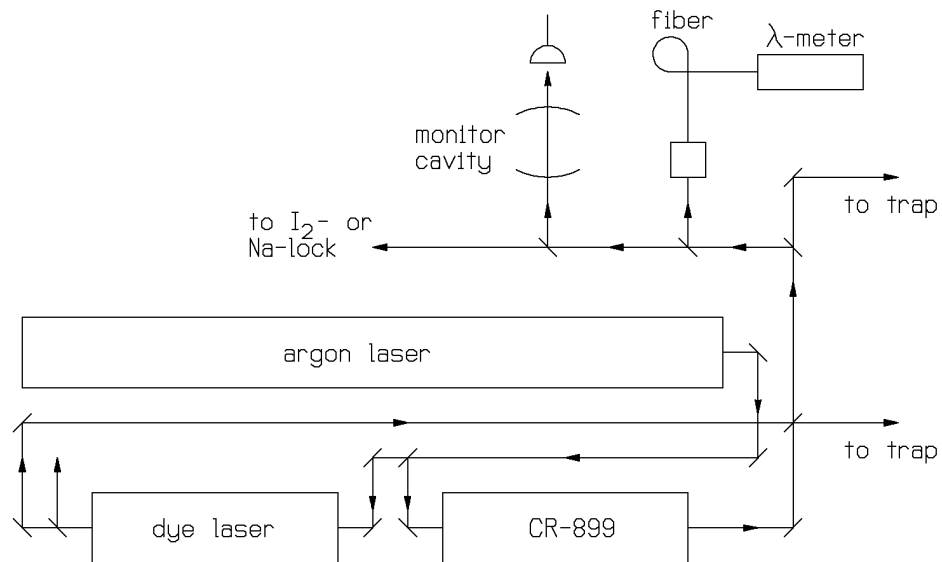 fiber
λ-meter
monitor
cavity
to trap
to I₂- or
Na-lock
argon laser
to trap
dye laser
CR-899